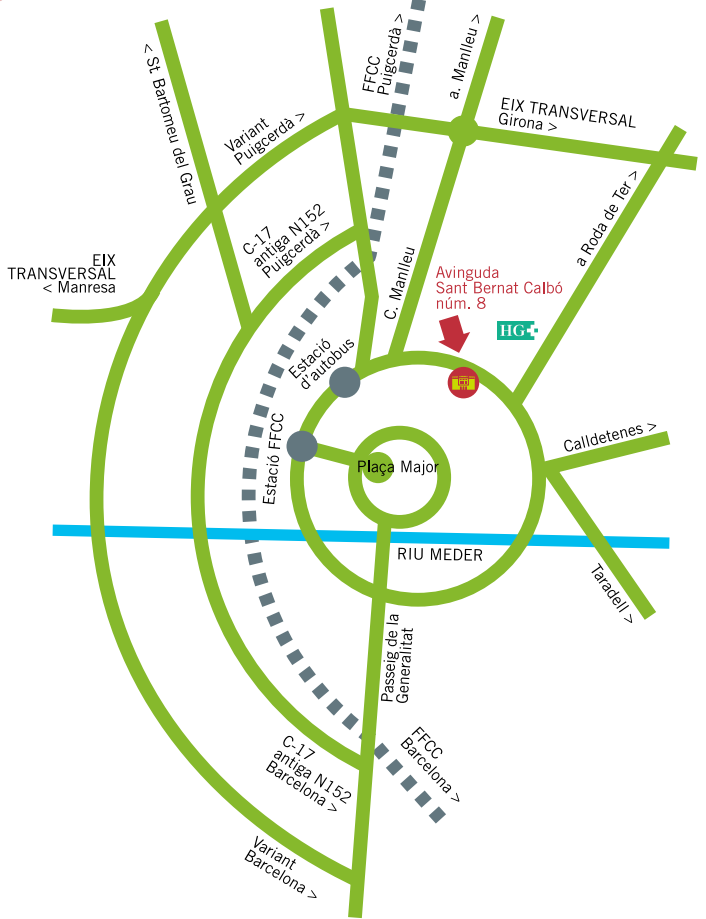 < St. Bartomeu del Grau
Variant
Puigcerdà >
FFCC
Puigcerdà >
a. Manlleu >
EIX TRANSVERSAL
Girona >
a Roda de Ter >
C-17
antiga N152
Puigcerdà >
EIX
TRANSVERSAL
< Manresa
C. Manlleu
Avinguda
Sant Bernat Calbó
núm. 8
HG
Estació
d'autobus
Estació FFCC
Plaça Major
Calldetenes >
RIU MEDER
Taradell >
Passeig de la
Generalitat
C-17
antiga N152
Barcelona >
FFCC
Barcelona >
Variant
Barcelona >